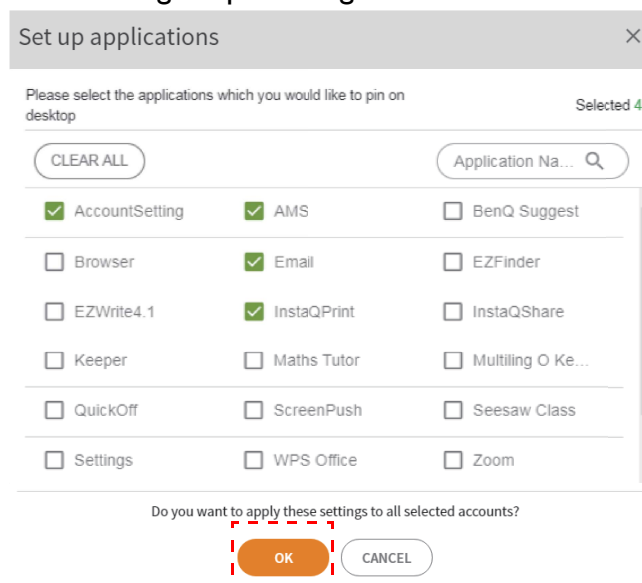 Set up applications ×
Please select the applications which you would like to pin on
desktop
Selected 4
CLEAR ALL
Application Na...
AccountSetting AMS BenQ Suggest
Browser Email EZFinder
EZWrite4.1 InstaQPrint InstaQShare
Keeper Maths Tutor Multiling O Ke...
QuickOff ScreenPush Seesaw Class
Settings WPS Office Zoom
Do you want to apply these settings to all selected accounts?
OK CANCEL